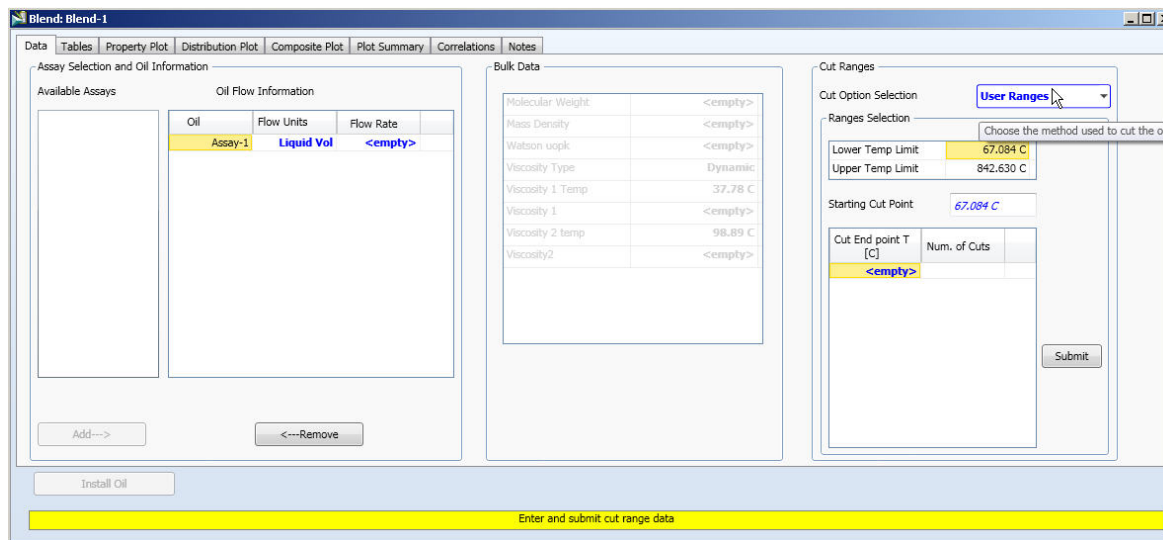 Blend: Blend-1
Data Tables Property Plot Distribution Plot Composite Plot Plot Summary Correlations Notes
Assay Selection and Oil Information
Available Assays
Oil Flow Information
Oil Flow Units Flow Rate
Assay-1 Liquid Vol <empty>
Add--->
<---Remove
Bulk Data
Molecular Weight <empty>
Mass Density <empty>
Watson uopk <empty>
Viscosity Type Dynamic
Viscosity 1 Temp 37.78 C
Viscosity 1 <empty>
Viscosity 2 temp 98.89 C
Viscosity2 <empty>
Cut Ranges
Cut Option Selection User Ranges
Ranges Selection
Choose the method used to cut the o
Lower Temp Limit 67.084 C
Upper Temp Limit 842.630 C
Starting Cut Point 67.084 C
Cut End point T
[C]
Num. of Cuts
<empty>
Submit
Install Oil
Enter and submit cut range data